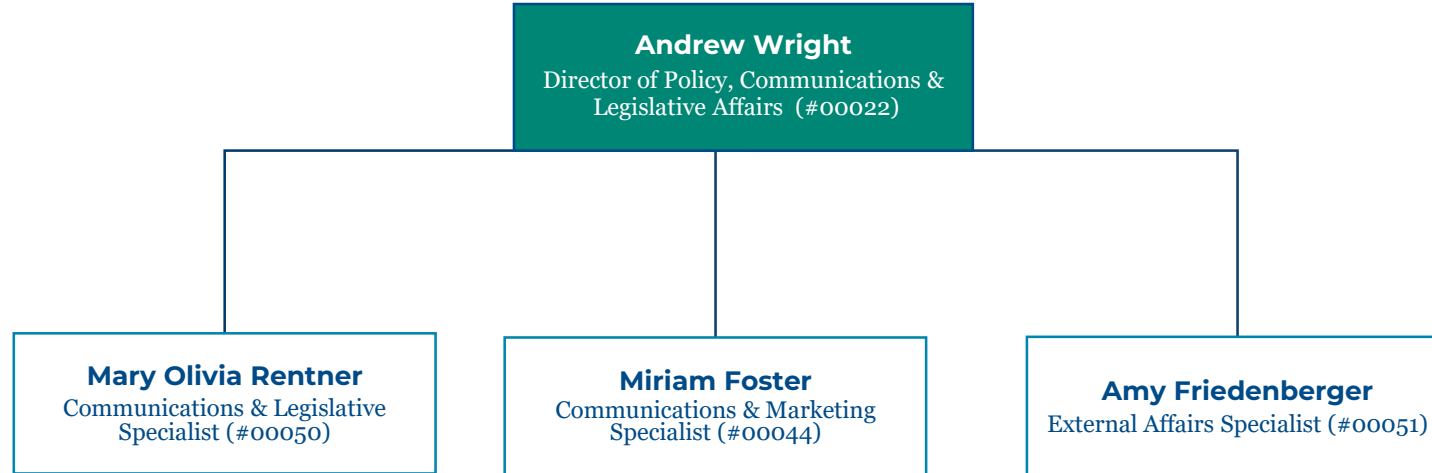 Andrew Wright
Director of Policy, Communications &
Legislative Affairs (#00022)
Mary Olivia Rentner
Communications & Legislative
Specialist (#00050)
Miriam Foster
Communications & Marketing
Specialist (#00044)
Amy Friedenberger
External Affairs Specialist (#00051)